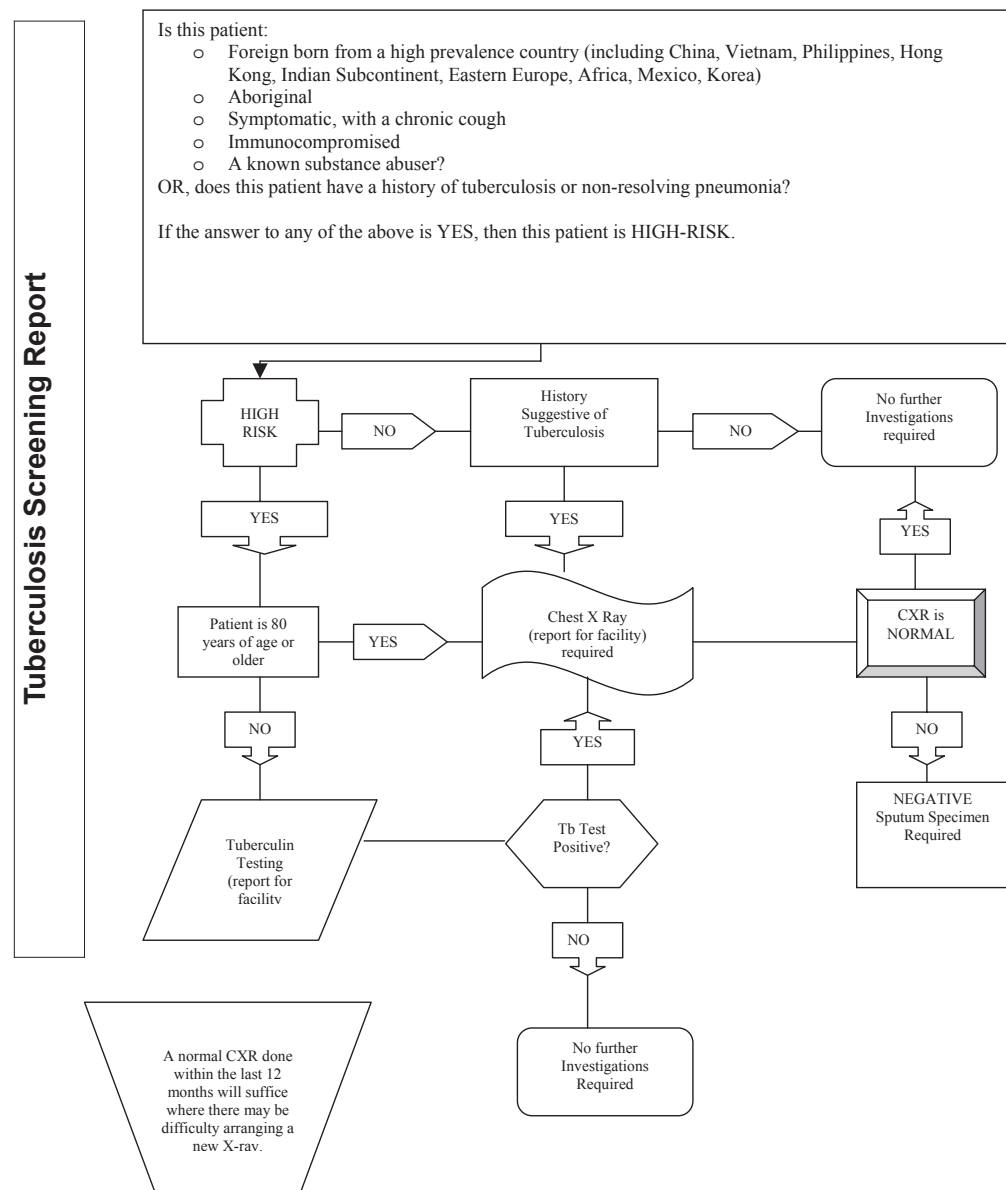 Tuberculosis Screening Report
Is this patient:
o Foreign born from a high prevalence country (including China, Vietnam, Philippines, Hong
Kong, Indian Subcontinent, Eastern Europe, Africa, Mexico, Korea)
o Aboriginal
o Symptomatic, with a chronic cough
o Immunocompromised
o A known substance abuser?
OR, does this patient have a history of tuberculosis or non-resolving pneumonia?
If the answer to any of the above is YES, then this patient is HIGH-RISK.
HIGH
RISK
NO
History
Suggestive of
Tuberculosis
NO
No further
Investigations
required
YES
YES
YES
Patient is 80
years of age or
older
YES
Chest X Ray
(report for facility)
required
CXR is
NORMAL
NO
YES
NO
Tuberculin
Testing
(report for
facility
Tb Test
Positive?
NEGATIVE
Sputum Specimen
Required
NO
No further
Investigations
Required
A normal CXR done
within the last 12
months will suffice
where there may be
difficulty arranging a
new X-ray.